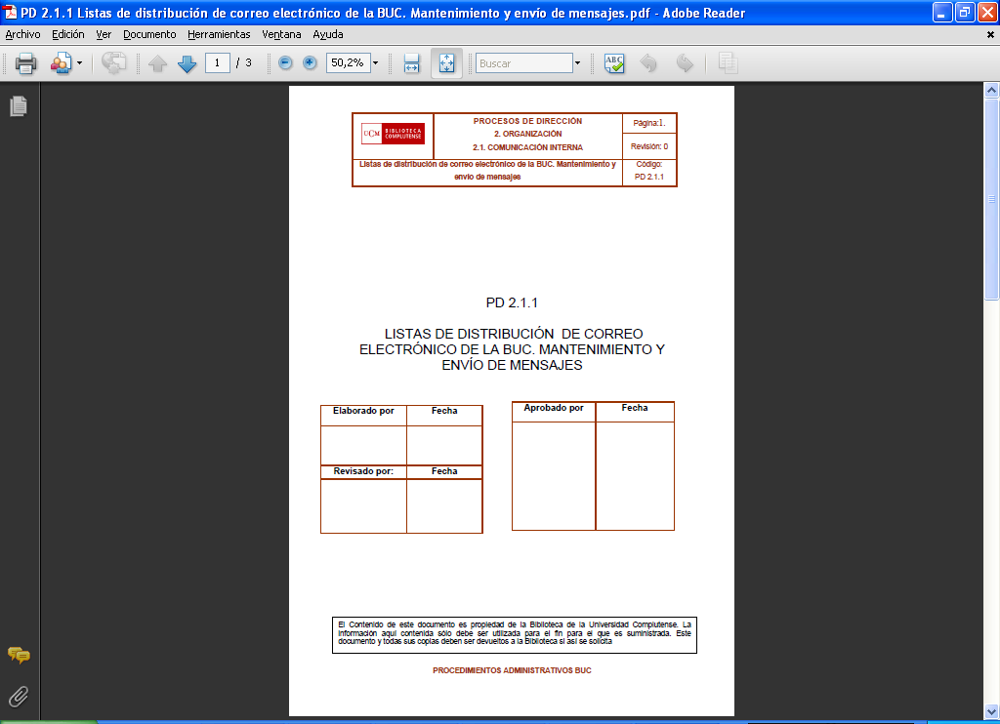 PD 2.1.1 Listas de distribución de correo electrónico de la BUC. Mantenimiento y envío de mensajes.pdf - Adobe Reader
Archivo Edición Ver Documento Herramientas Ventana Ayuda
1 / 3 50,2% Buscar ABC
UCM BIBLIOTECA
COMPLUTENSE
PROCESOS DE DIRECCIÓN
2. ORGANIZACIÓN
2.1. COMUNICACIÓN INTERNA
Página:1.
Revisión: 0
Listas de distribución de correo electrónico de la BUC. Mantenimiento y
envío de mensajes
Código:
PD 2.1.1
PD 2.1.1
LISTAS DE DISTRIBUCIÓN DE CORREO
ELECTRÓNICO DE LA BUC. MANTENIMIENTO Y
ENVÍO DE MENSAJES
Elaborado por Fecha
Revisado por: Fecha
Aprobado por Fecha
El Contenido de este documento es propiedad de la Biblioteca de la Universidad Complutense. La
información aquí contenida sólo debe ser utilizada para el fin para el que es suministrada. Este
documento y todas sus copias deben ser devueltos a la Biblioteca si así se solicita
PROCEDIMIENTOS ADMINISTRATIVOS BUC